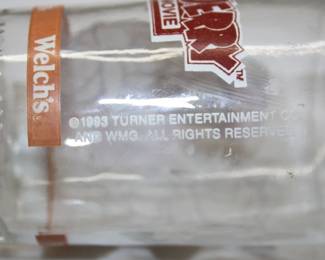 Welch's
ERRY
MOVIE
TM
©1993 TURNER ENTERTAINMENT CO
AND WMG. ALL RIGHTS RESERVED